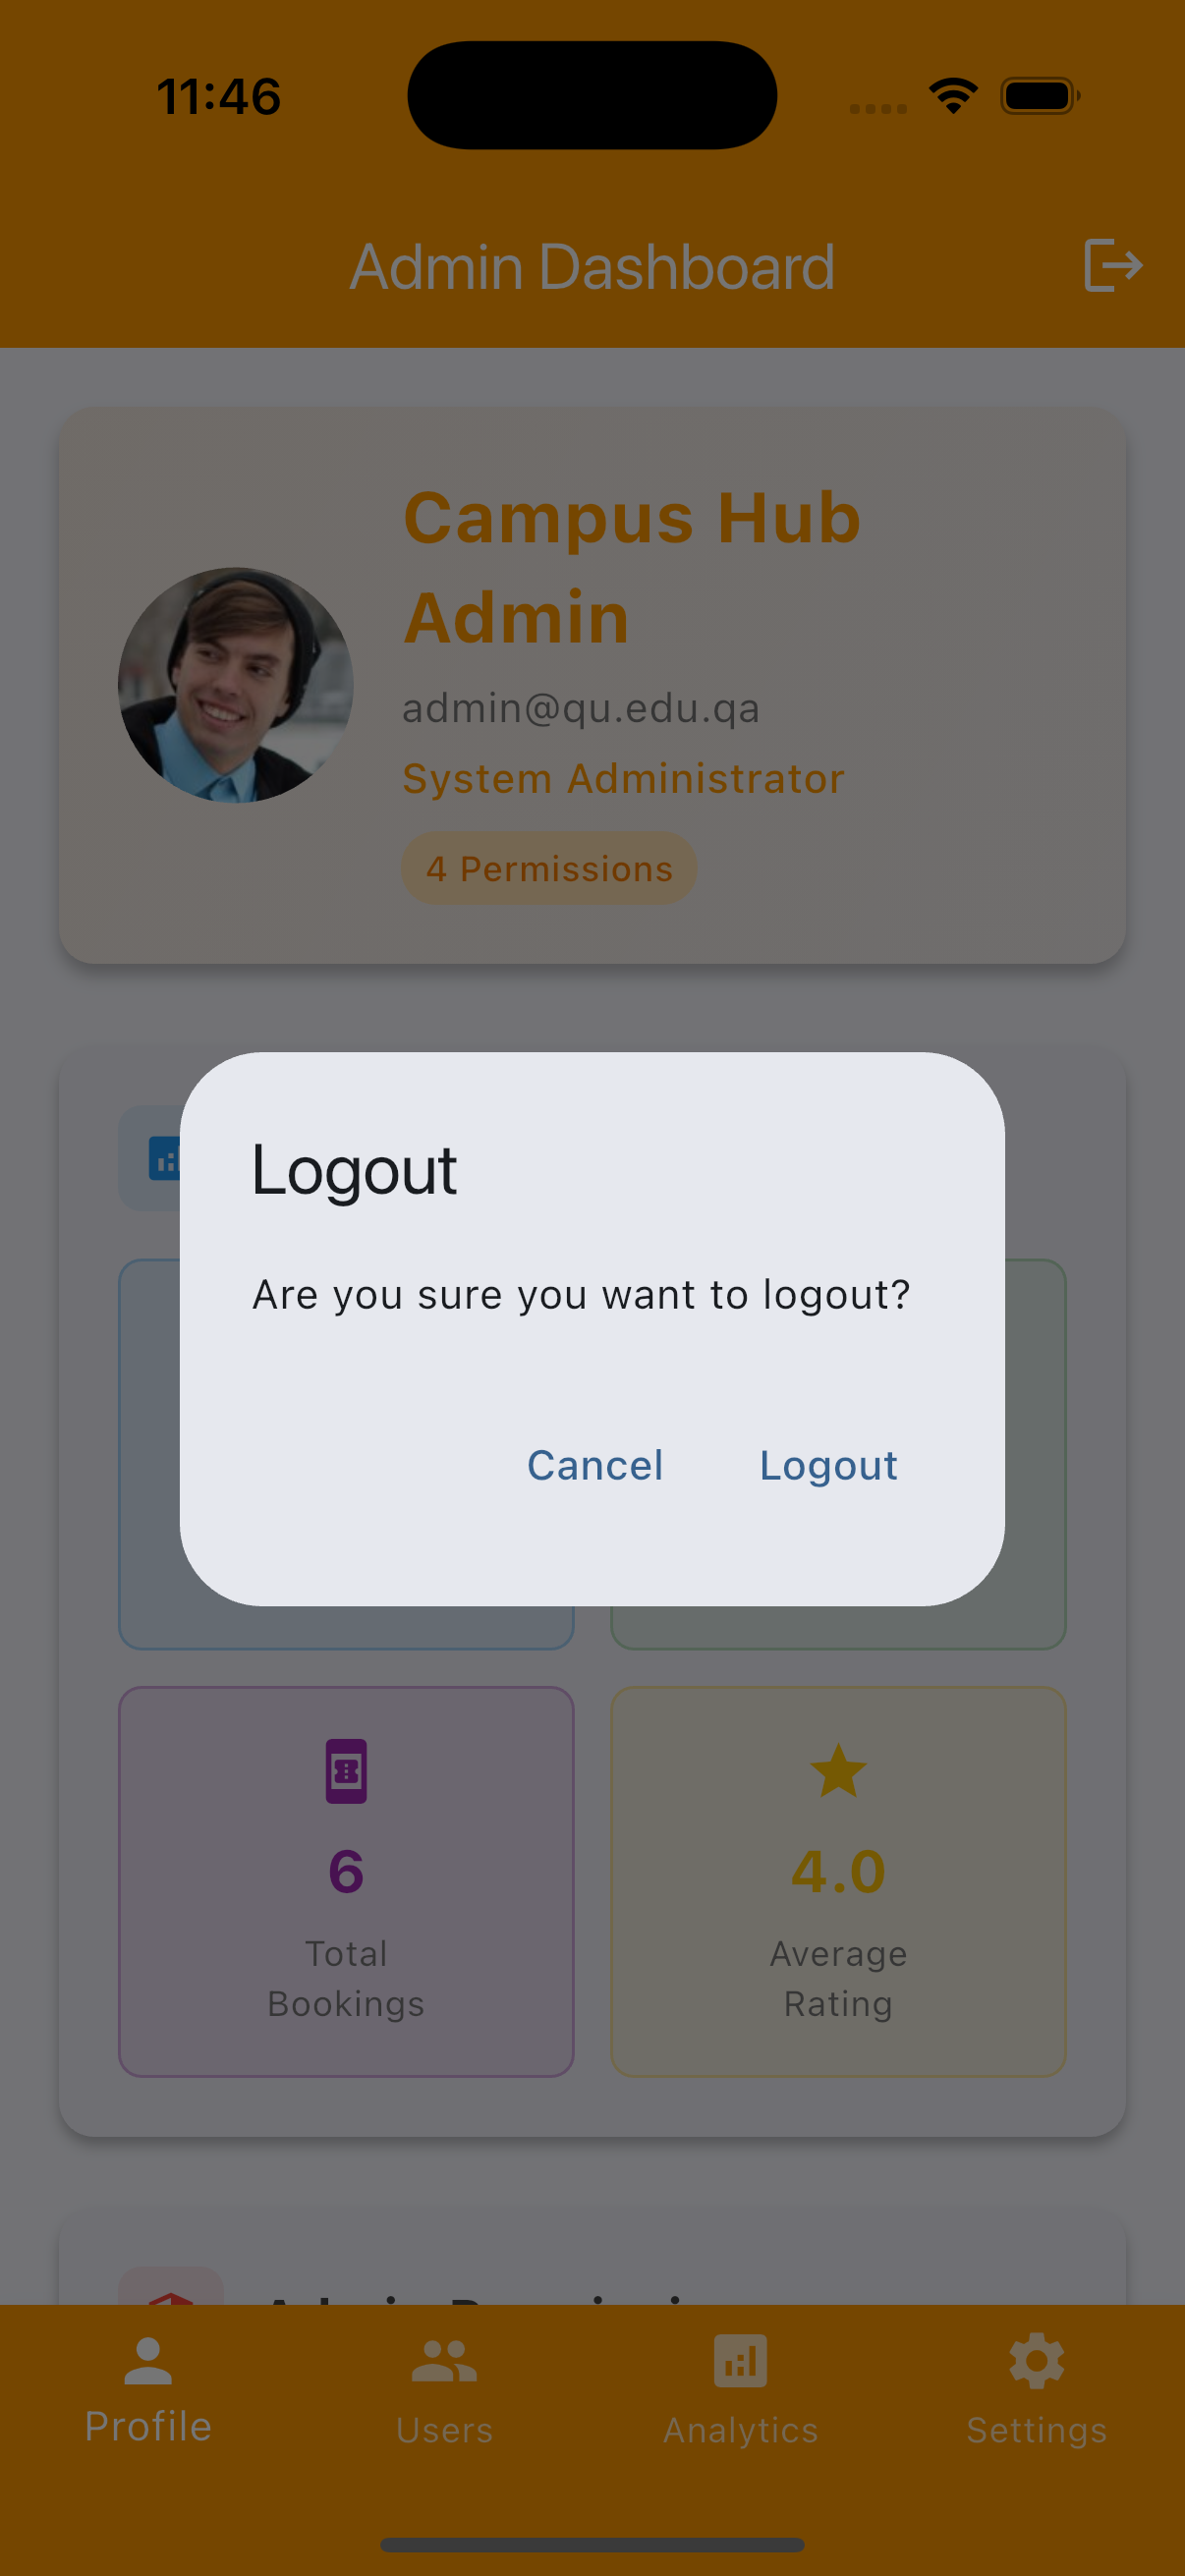 11:46
Admin Dashboard
Campus Hub
Admin
admin@qu.edu.qa
System Administrator
4 Permissions
Logout
Are you sure you want to logout?
Cancel Logout
6
Total
Bookings
4.0
Average
Rating
Profile Users Analytics Settings